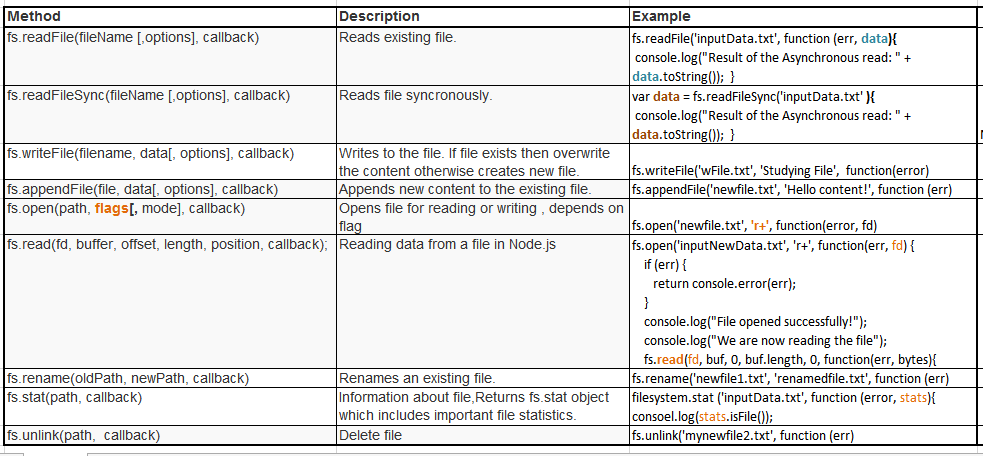 Method Description Example
fs.readFile(fileName [,options], callback) Reads existing file. fs.readFile('inputData.txt', function (err, data){
console.log("Result of the Asynchronous read: " +
data.toString()); }
fs.readFileSync(fileName [,options], callback) Reads file syncronously. var data = fs.readFileSync('inputData.txt' ){
console.log("Result of the Asynchronous read: " +
data.toString()); }
fs.writeFile(filename, data[, options], callback) Writes to the file. If file exists then overwrite
the content otherwise creates new file. fs.writeFile('wFile.txt', 'Studying File', function(error)
fs.appendFile(file, data[, options], callback) Appends new content to the existing file. fs.appendFile('newfile.txt', 'Hello content!', function (err)
fs.open(path, flags[, mode], callback) Opens file for reading or writing , depends on
flag fs.open('newfile.txt', 'r+', function(error, fd)
fs.read(fd, buffer, offset, length, position, callback); Reading data from a file in Node.js fs.open('inputNewData.txt', 'r+', function(err, fd) {
if (err) {
return console.error(err);
}
console.log("File opened successfully!");
console.log("We are now reading the file");
fs.read(fd, buf, 0, buf.length, 0, function(err, bytes){
fs.rename(oldPath, newPath, callback) Renames an existing file. fs.rename('newfile1.txt', 'renamedfile.txt', function (err)
fs.stat(path, callback) Information about file,Returns fs.stat object filesystem.stat ('inputData.txt', function (error, stats){
which includes important file statistics. consoel.log(stats.isFile());
fs.unlink(path, callback) Delete file fs.unlink('mynewfile2.txt', function (err)